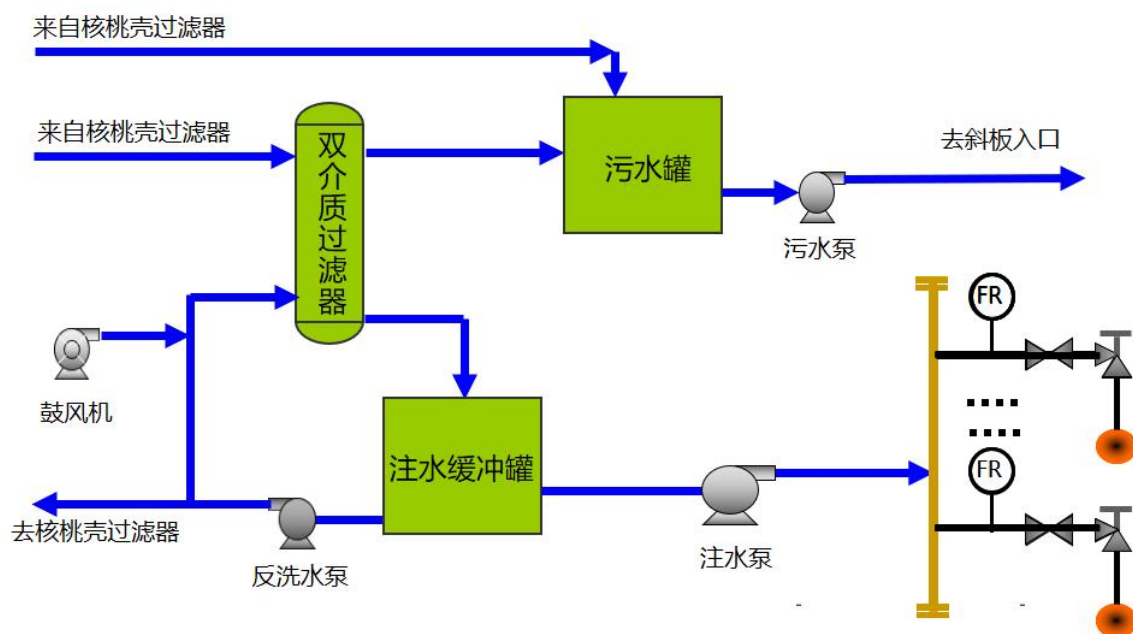 来自核桃壳过滤器
来自核桃壳过滤器
双介质过滤器
污水罐
去斜板入口
污水泵
鼓风机
注水缓冲罐
去核桃壳过滤器
反洗水泵
注水泵
FR
FR